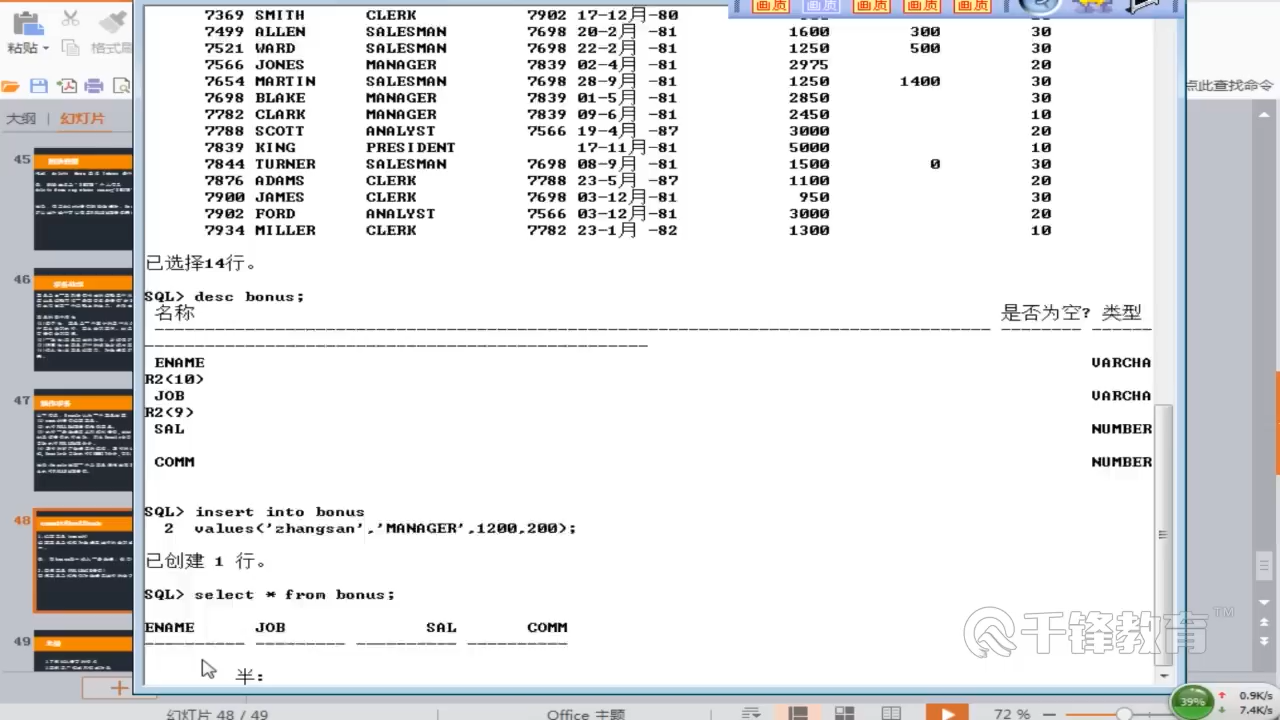 画质 画质 画质 画质 画质
粘贴
点此查找命令
大纲 幻灯片
7369 SMITH CLERK 7902 17-12月-80
7499 ALLEN SALESMAN 7698 20-2月 -81 1600 300 30
7521 WARD SALESMAN 7698 22-2月 -81 1250 500 30
7566 JONES MANAGER 7839 02-4月 -81 2975 20
7654 MARTIN SALESMAN 7698 28-9月 -81 1250 1400 30
7698 BLAKE MANAGER 7839 01-5月 -81 2850 30
7782 CLARK MANAGER 7839 09-6月 -81 2450 10
7788 SCOTT ANALYST 7566 19-4月 -87 3000 20
7839 KING PRESIDENT 17-11月-81 5000 10
7844 TURNER SALESMAN 7698 08-9月 -81 1500 0 30
7876 ADAMS CLERK 7788 23-5月 -87 1100 20
7900 JAMES CLERK 7698 03-12月-81 950 30
7902 FORD ANALYST 7566 03-12月-81 3000 20
7934 MILLER CLERK 7782 23-1月 -82 1300 10
已选择14行。
SQL> desc bonus;
名称 是否为空? 类型
ENAME VARCHA
R2(10)
JOB VARCHA
R2(9)
SAL NUMBER
COMM NUMBER
SQL> insert into bonus
2 values('zhangsan','MANAGER',1200,200);
已创建 1 行。
SQL> select * from bonus;
ENAME JOB SAL COMM
半:
45
46
47
48
49
千锋教育 TM
39%
0.9K/s
7.4K/s
幻灯片 48 / 49 Office 主题 72 %